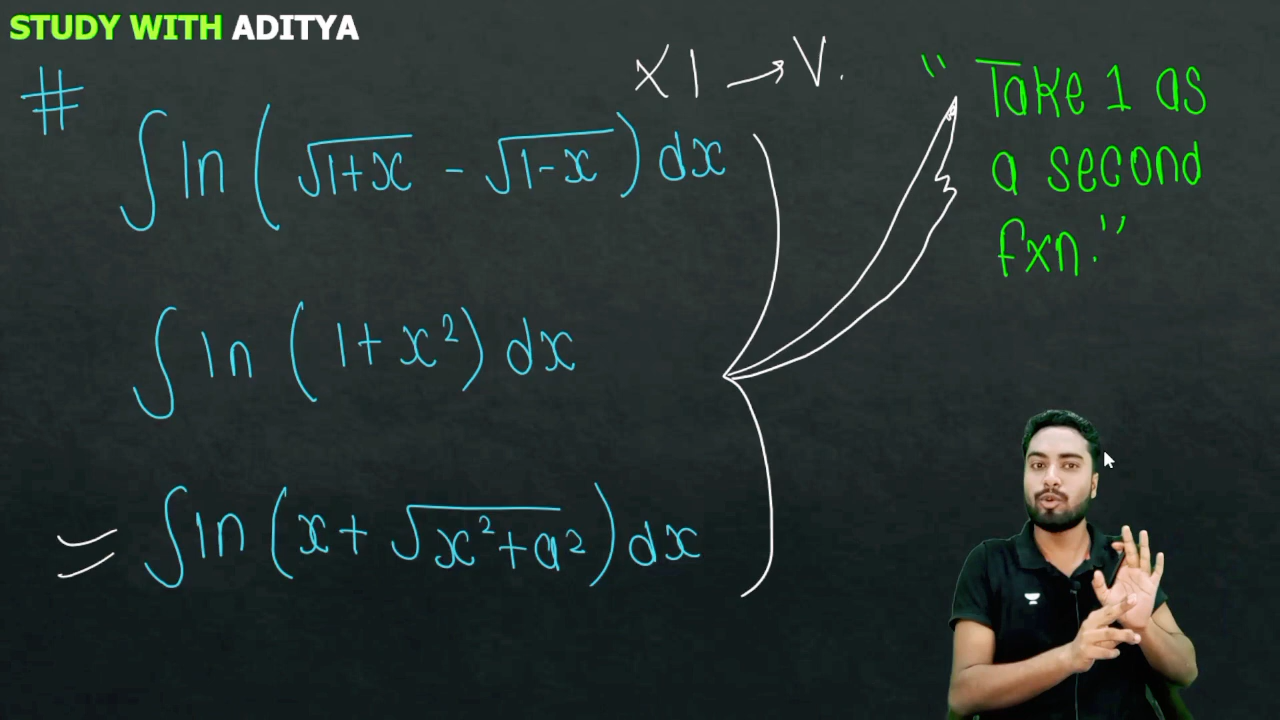 STUDY WITH ADITYA
#
× 1 → V.
∫ ln ( √1+x - √1-x ) dx
∫ ln ( 1+x² ) dx
= ∫ ln ( x + √x²+a² ) dx
" Take 1 as
a second
fxn."